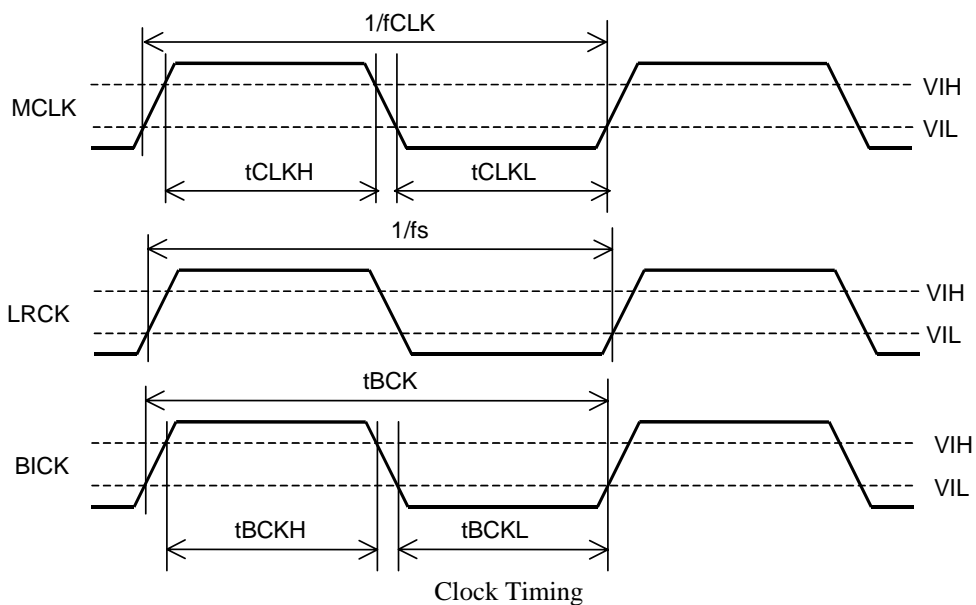 1/fCLK
VIH
MCLK
VIL
tCLKH
tCLKL
1/fs
VIH
LRCK
VIL
tBCK
VIH
BICK
VIL
tBCKH
tBCKL
Clock Timing